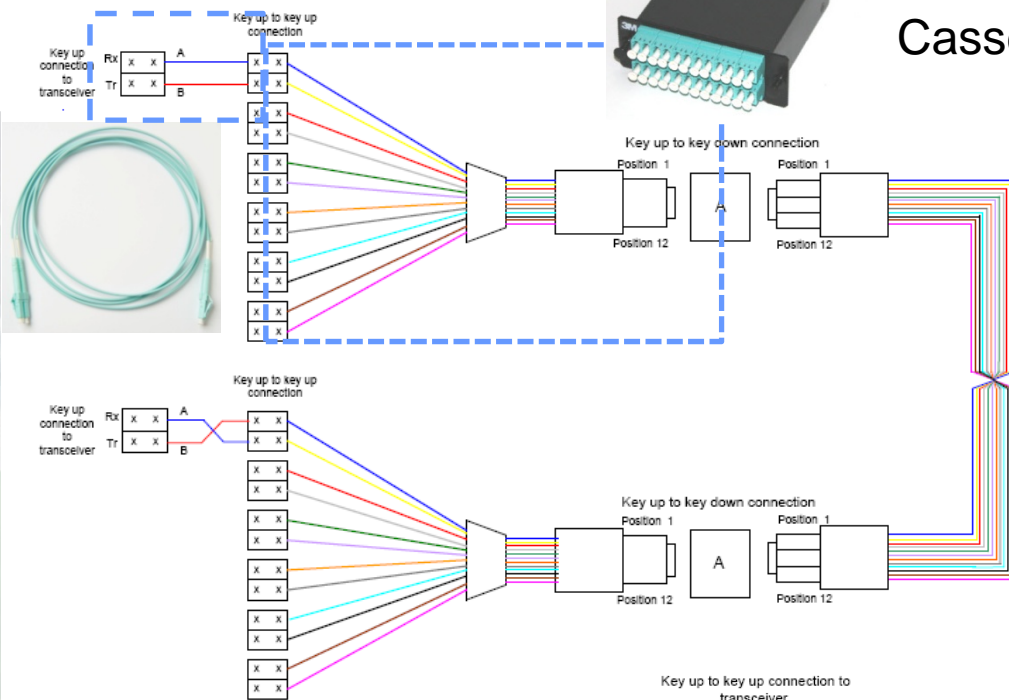 Key up to key up
connection
Key up
connection
to
transceiver
Rx x x A x x
Tr x x B x x
x x
x x
x x
x x
x x
x x
x x
x x
x x
x x
3M
Key up to key down connection
Position 1
Position 12
A
Position 1
Position 12
Key up to key up
connection
Key up
connection
to
transceiver
Rx x x A x x
Tr x x B x x
x x
x x
x x
x x
x x
x x
x x
x x
x x
x x
Key up to key down connection
Position 1
Position 12
A
Position 1
Position 12
Key up to key up connection to
transceiver